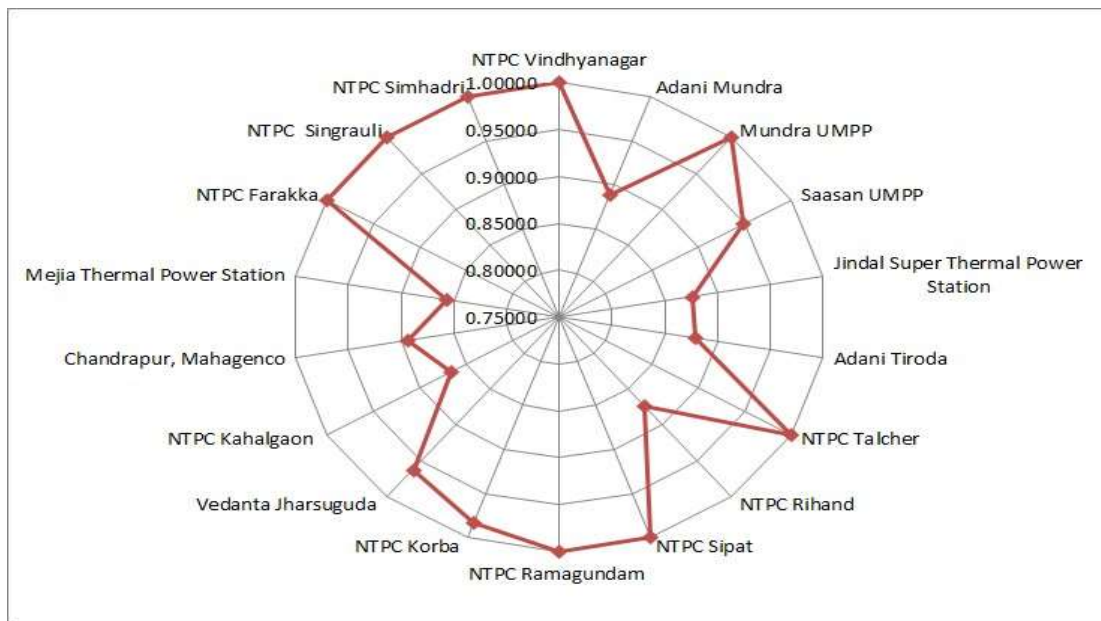 NTPC Vindhyanagar
1.00000
0.95000
0.90000
0.85000
0.80000
0.75000
Adani Mundra
Mundra UMPP
Saasan UMPP
Jindal Super Thermal Power
Station
Adani Tiroda
NTPC Talcher
NTPC Rihand
NTPC Sipat
NTPC Ramagundam
NTPC Korba
Vedanta Jharsuguda
NTPC Kahalgaon
Chandrapur, Mahagenco
Mejia Thermal Power Station
NTPC Farakka
NTPC Singrauli
NTPC Simhadri